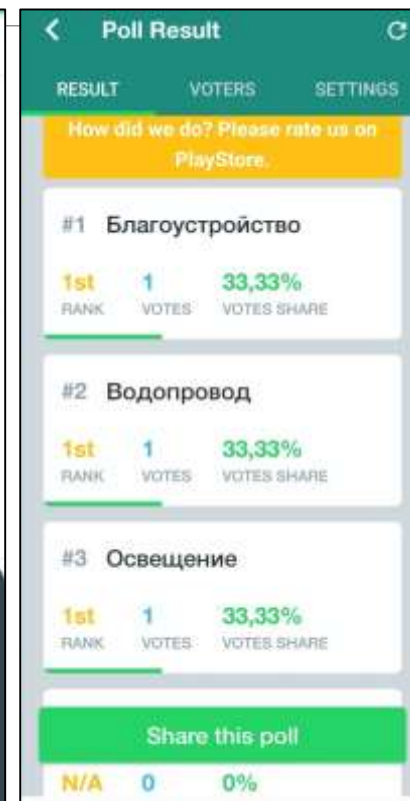 Poll Result
RESULT VOTERS SETTINGS
How did we do? Please rate us on
PlayStore.
#1 Благоустройство
1st 1 33,33%
RANK VOTES VOTES SHARE
#2 Водопровод
1st 1 33,33%
RANK VOTES VOTES SHARE
#3 Освещение
1st 1 33,33%
RANK VOTES VOTES SHARE
Share this poll
N/A 0 0%